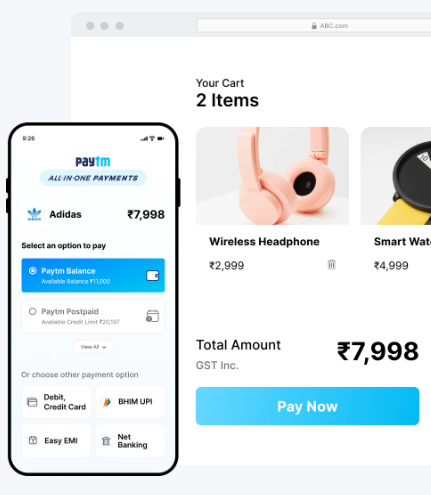 ABC.com
Your Cart
2 Items
Wireless Headphone
₹2,999
Smart Wat
₹4,999
Total Amount
GST Inc.
₹7,998
Pay Now
9:26
Paytm
ALL-IN-ONE PAYMENTS
Adidas
₹7,998
Select an option to pay
Paytm Balance
Available Balance ₹11,000
Paytm Postpaid
Available Credit Limit ₹20,197
View All
Or choose other payment option
Debit,
Credit Card
BHIM UPI
Easy EMI
Net
Banking